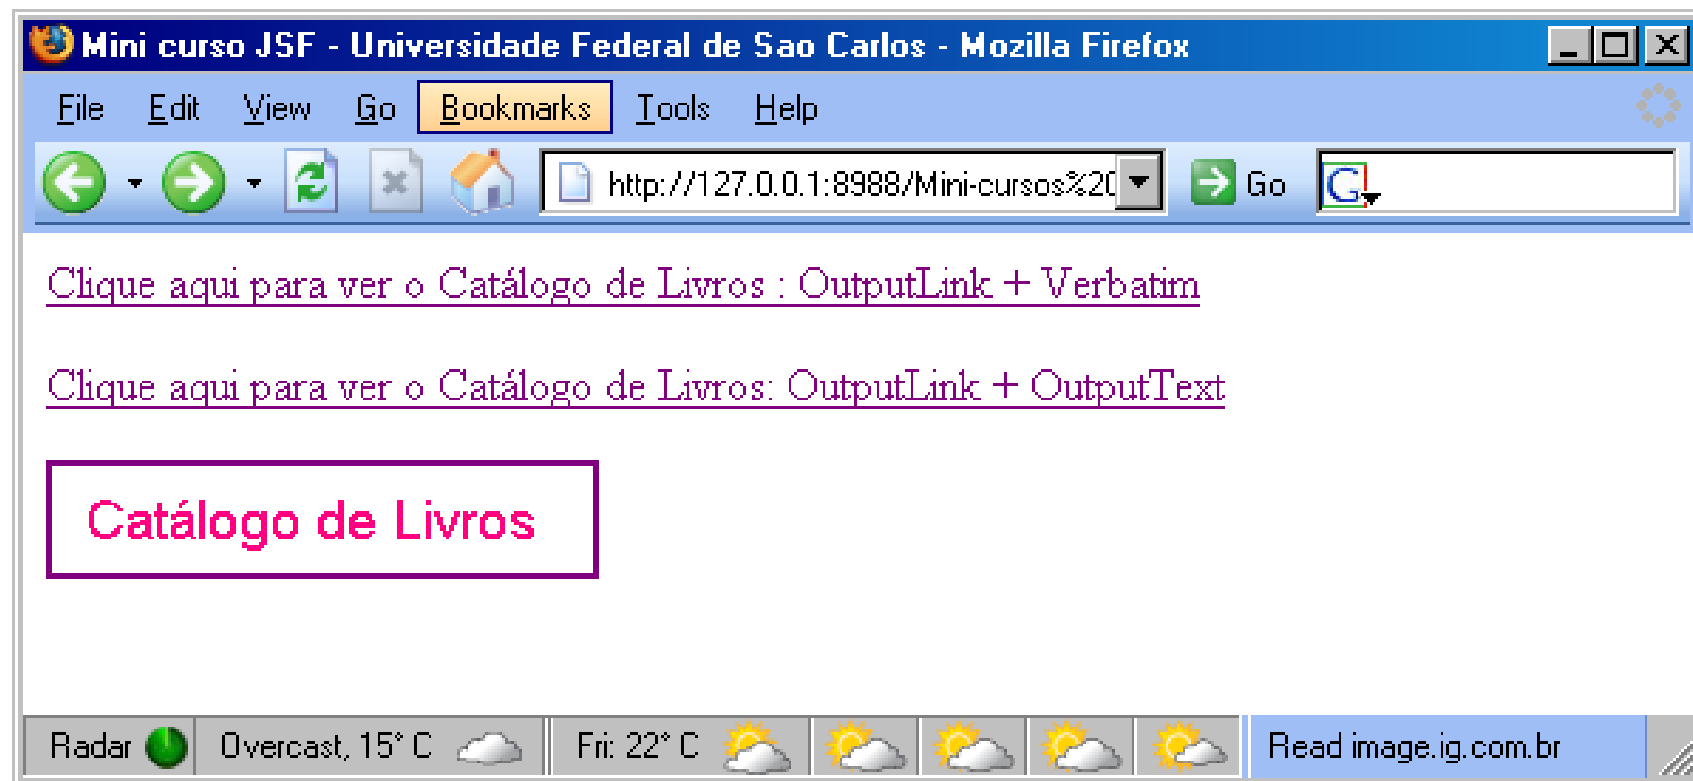 Mini curso JSF - Universidade Federal de Sao Carlos - Mozilla Firefox
File Edit View Go Bookmarks Tools Help
http://127.0.0.1:8988/Mini-cursos%20 Go G
Clique aqui para ver o Catálogo de Livros : OutputLink + Verbatim
Clique aqui para ver o Catálogo de Livros: OutputLink + OutputText
Catálogo de Livros
Radar Overcast, 15° C Fri: 22° C Read image.ig.com.br